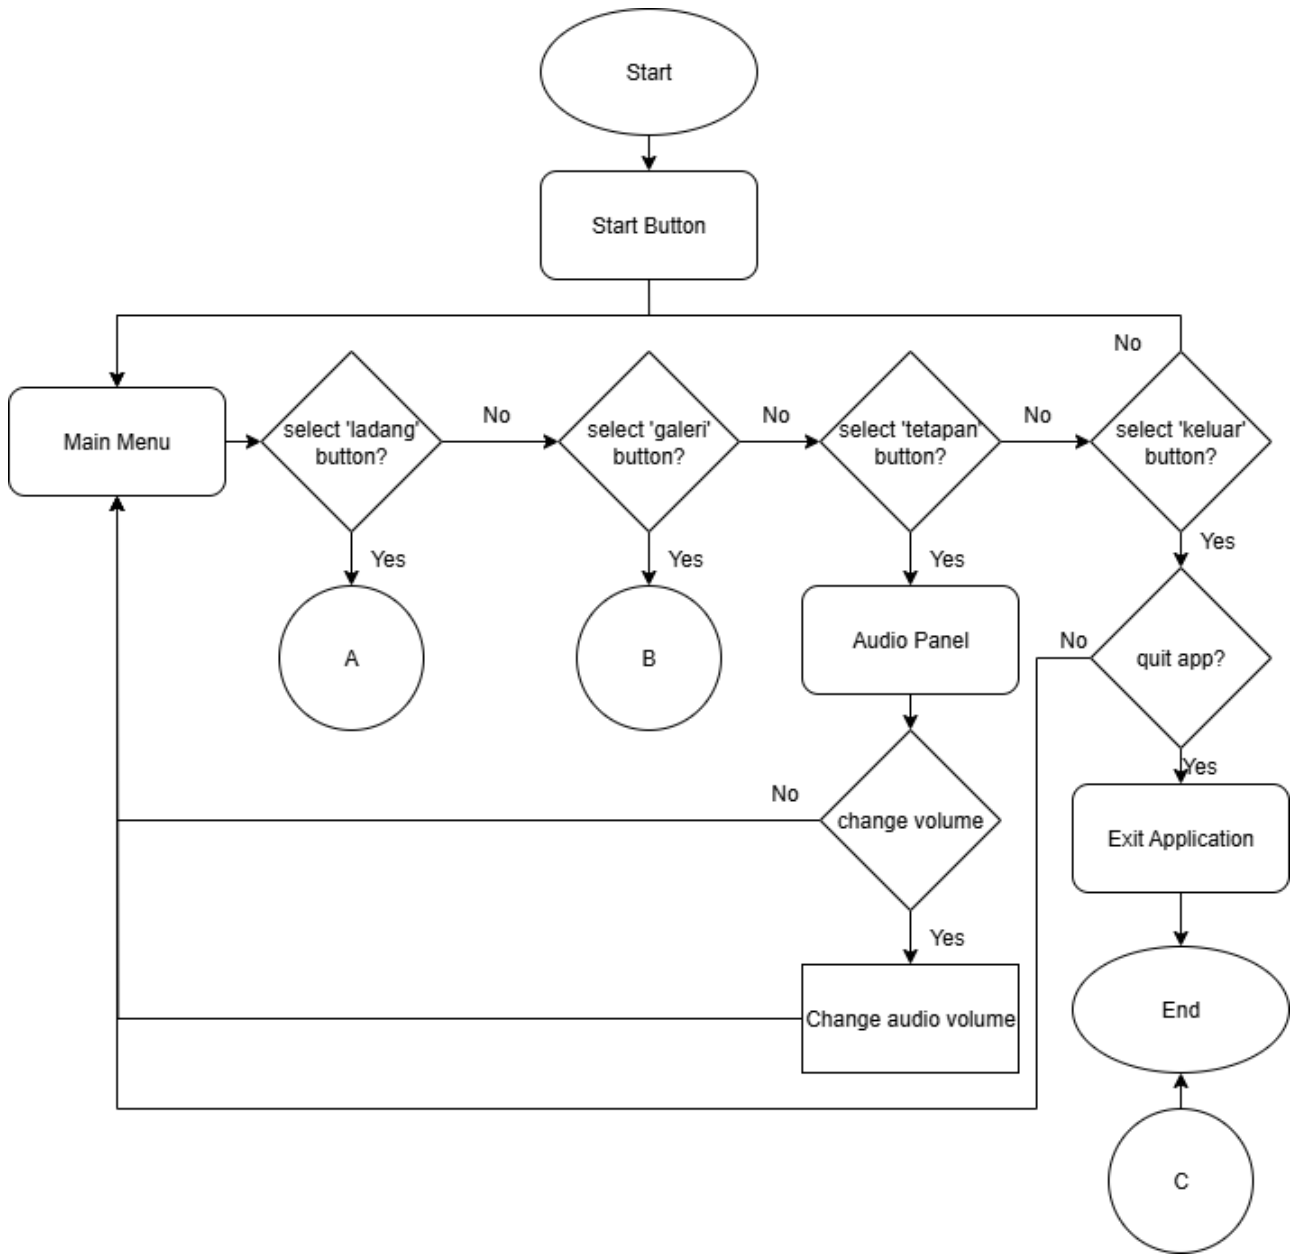 Start
Start Button
No
Main Menu
select 'ladang'
button?
No
select 'galeri'
button?
No
select 'tetapan'
button?
No
select 'keluar'
button?
Yes
Yes
Yes
Yes
A
B
Audio Panel
No
quit app?
Yes
No
change volume
Exit Application
Yes
Change audio volume
End
C